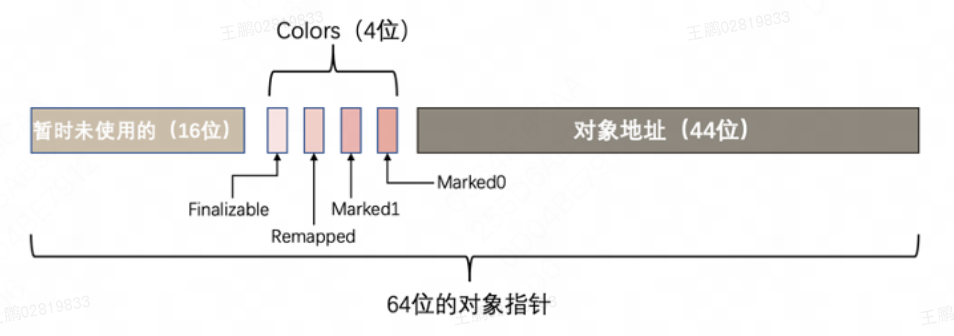 王鹏02819833
王鹏02819833
Colors（4位）
暂时未使用的（16位）
对象地址（44位）
Marked0
Finalizable
Marked1
Remapped
64位的对象指针
鹏02819833
王鹏